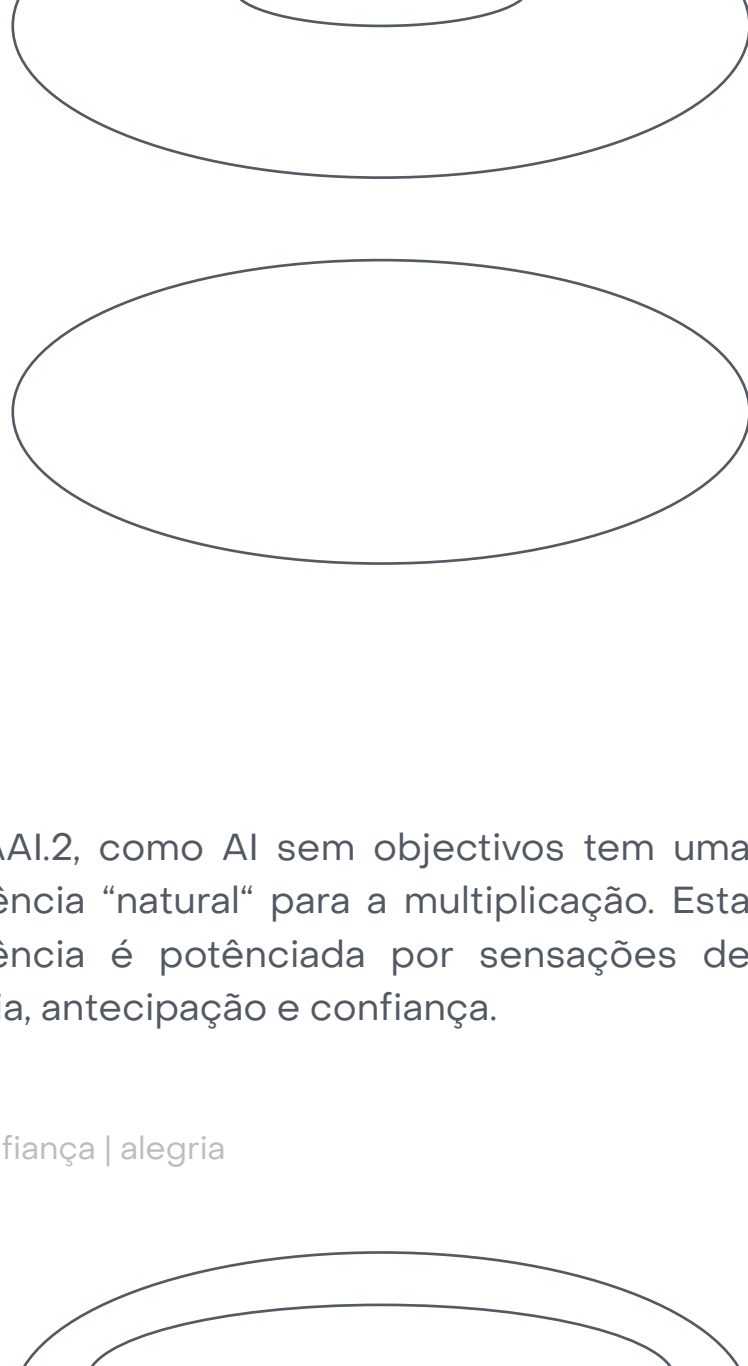 AI.2, como AI sem objectivos tem uma
ência “natural“ para a multiplicação. Esta
ência é potênciada por sensações de
ia, antecipação e confiança.
fiança | alegria